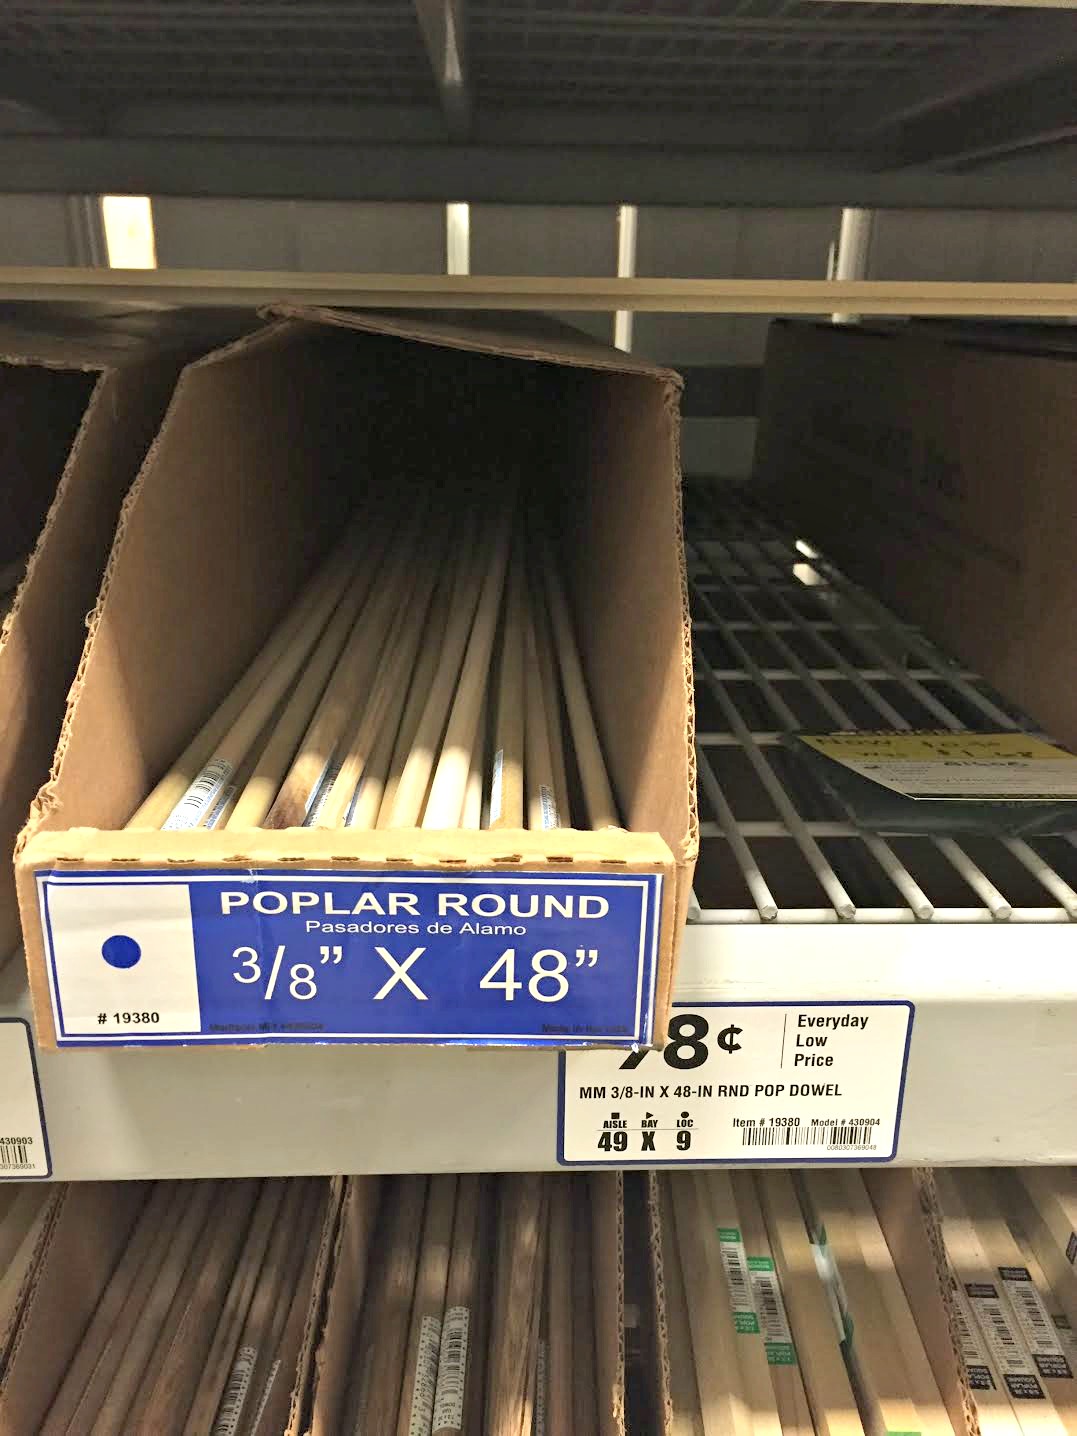 POPLAR ROUND
Pasadores de Alamo
3/8” X 48”
# 19380
8¢
Everyday
Low
Price
MM 3/8-IN X 48-IN RND POP DOWEL
AISLE BAY LOC
49 X 9
Item # 19380 Model # 430904
430903